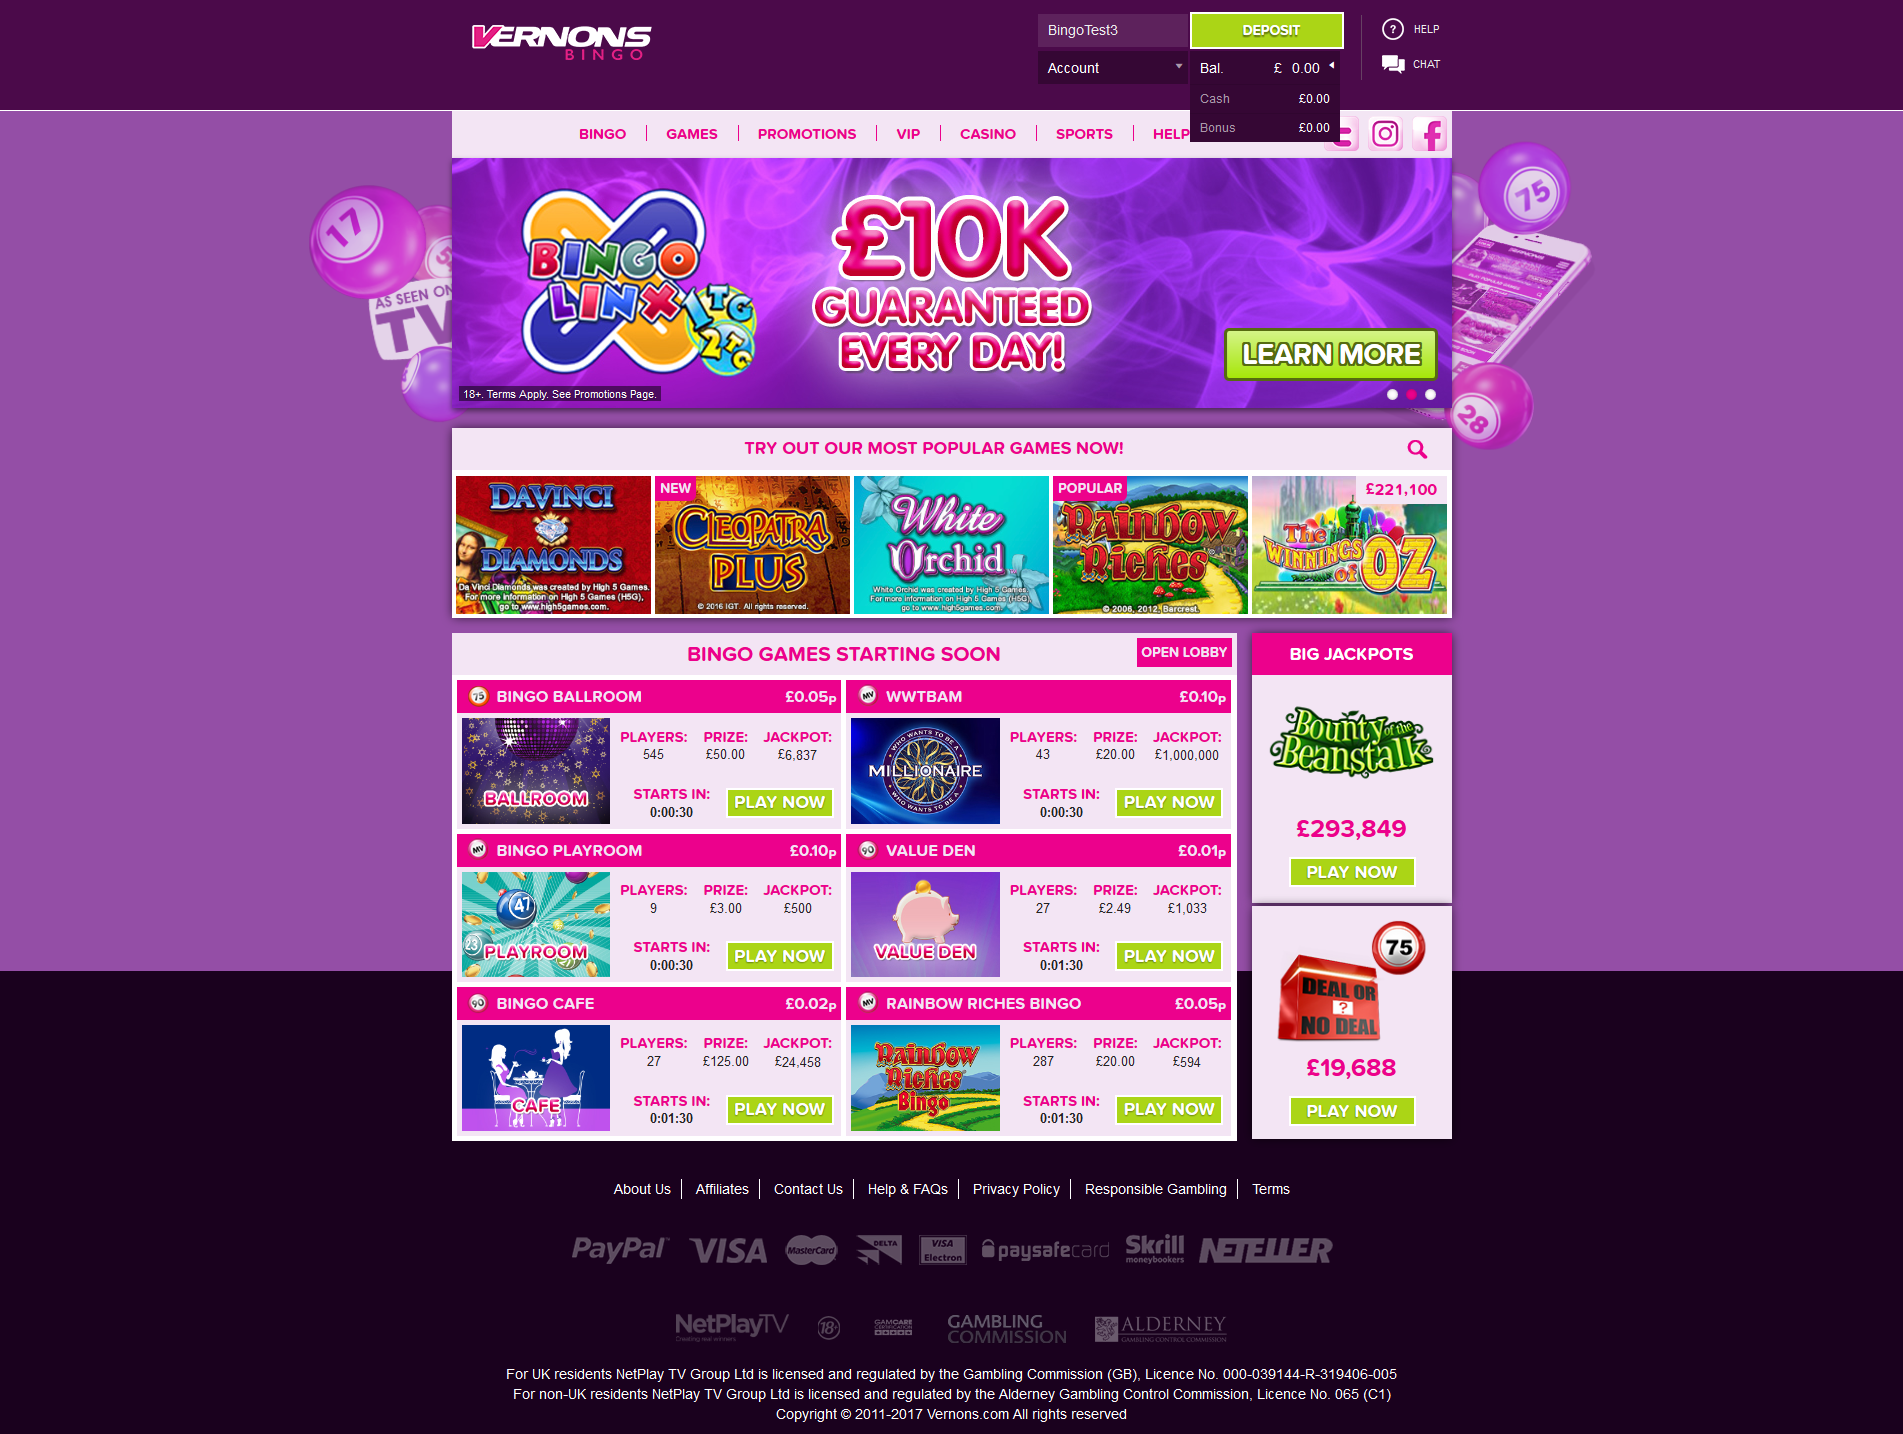 VERNONS
BINGO
BingoTest3
DEPOSIT
HELP
Account
Bal. £ 0.00
CHAT
Cash £0.00
Bonus £0.00
BINGO
GAMES
PROMOTIONS
VIP
CASINO
SPORTS
HELP
17
AS SEEN ON
TV
75
28
BINGO
LINX
1TG
2TG
£10K
GUARANTEED
EVERY DAY!
LEARN MORE
18+. Terms Apply. See Promotions Page.
TRY OUT OUR MOST POPULAR GAMES NOW!
DAVINCI
DIAMONDS
Da Vinci Diamonds was created by High 5 Games.
For more information on High 5 Games (H5G),
go to www.high5games.com.
NEW
CLEOPATRA
PLUS
© 2016 IGT. All rights reserved.
White
Orchid
White Orchid was created by High 5 Games.
For more information on High 5 Games (H5G),
go to www.high5games.com.
POPULAR
Rainbow
Riches
© 2008, 2012, Barcrest.
£221,100
The
WINNINGS
of OZ
BINGO GAMES STARTING SOON
OPEN LOBBY
75 BINGO BALLROOM £0.05p
BALLROOM
PLAYERS: PRIZE: JACKPOT:
545 £50.00 £6,837
STARTS IN:
0:00:30
PLAY NOW
MV WWTBAM £0.10p
WHO WANTS TO BE A
MILLIONAIRE
WHO WANTS TO BE A
PLAYERS: PRIZE: JACKPOT:
43 £20.00 £1,000,000
STARTS IN:
0:00:30
PLAY NOW
MV BINGO PLAYROOM £0.10p
47
23
PLAYROOM
PLAYERS: PRIZE: JACKPOT:
9 £3.00 £500
STARTS IN:
0:00:30
PLAY NOW
90 VALUE DEN £0.01p
VALUE DEN
PLAYERS: PRIZE: JACKPOT:
27 £2.49 £1,033
STARTS IN:
0:01:30
PLAY NOW
90 BINGO CAFE £0.02p
CAFE
PLAYERS: PRIZE: JACKPOT:
27 £125.00 £24,458
STARTS IN:
0:01:30
PLAY NOW
MV RAINBOW RICHES BINGO £0.05p
Rainbow
Riches
Bingo
PLAYERS: PRIZE: JACKPOT:
287 £20.00 £594
STARTS IN:
0:01:30
PLAY NOW
BIG JACKPOTS
Bounty of the
Beanstalk
£293,849
PLAY NOW
75
DEAL OR
?
NO DEAL
£19,688
PLAY NOW
About Us
Affiliates
Contact Us
Help & FAQs
Privacy Policy
Responsible Gambling
Terms
PayPal
VISA
MasterCard
DELTA
VISA
Electron
paysafecard
Skrill
moneybookers
NETELLER
NetPlayTV
Creating real winners
18+
GAMCARE
CERTIFICATION
GAMBLING
COMMISSION
ALDERNEY
GAMBLING CONTROL COMMISSION
For UK residents NetPlay TV Group Ltd is licensed and regulated by the Gambling Commission (GB), Licence No. 000-039144-R-319406-005
For non-UK residents NetPlay TV Group Ltd is licensed and regulated by the Alderney Gambling Control Commission, Licence No. 065 (C1)
Copyright © 2011-2017 Vernons.com All rights reserved